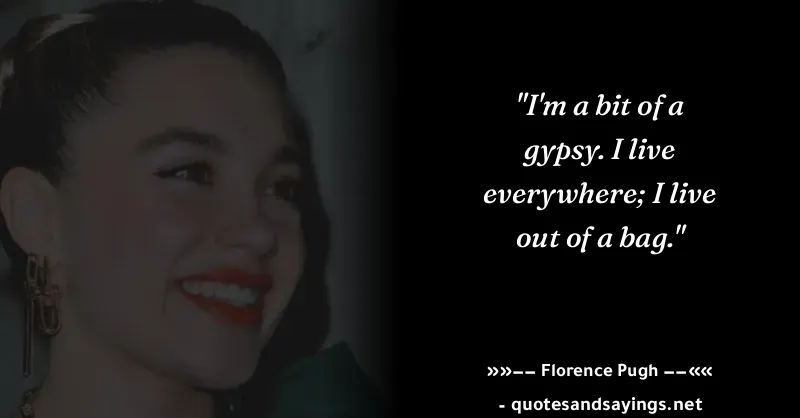 "I'm a bit of a
gypsy. I live
everywhere; I live
out of a bag."
»»−− Florence Pugh −−««
- quotesandsayings.net